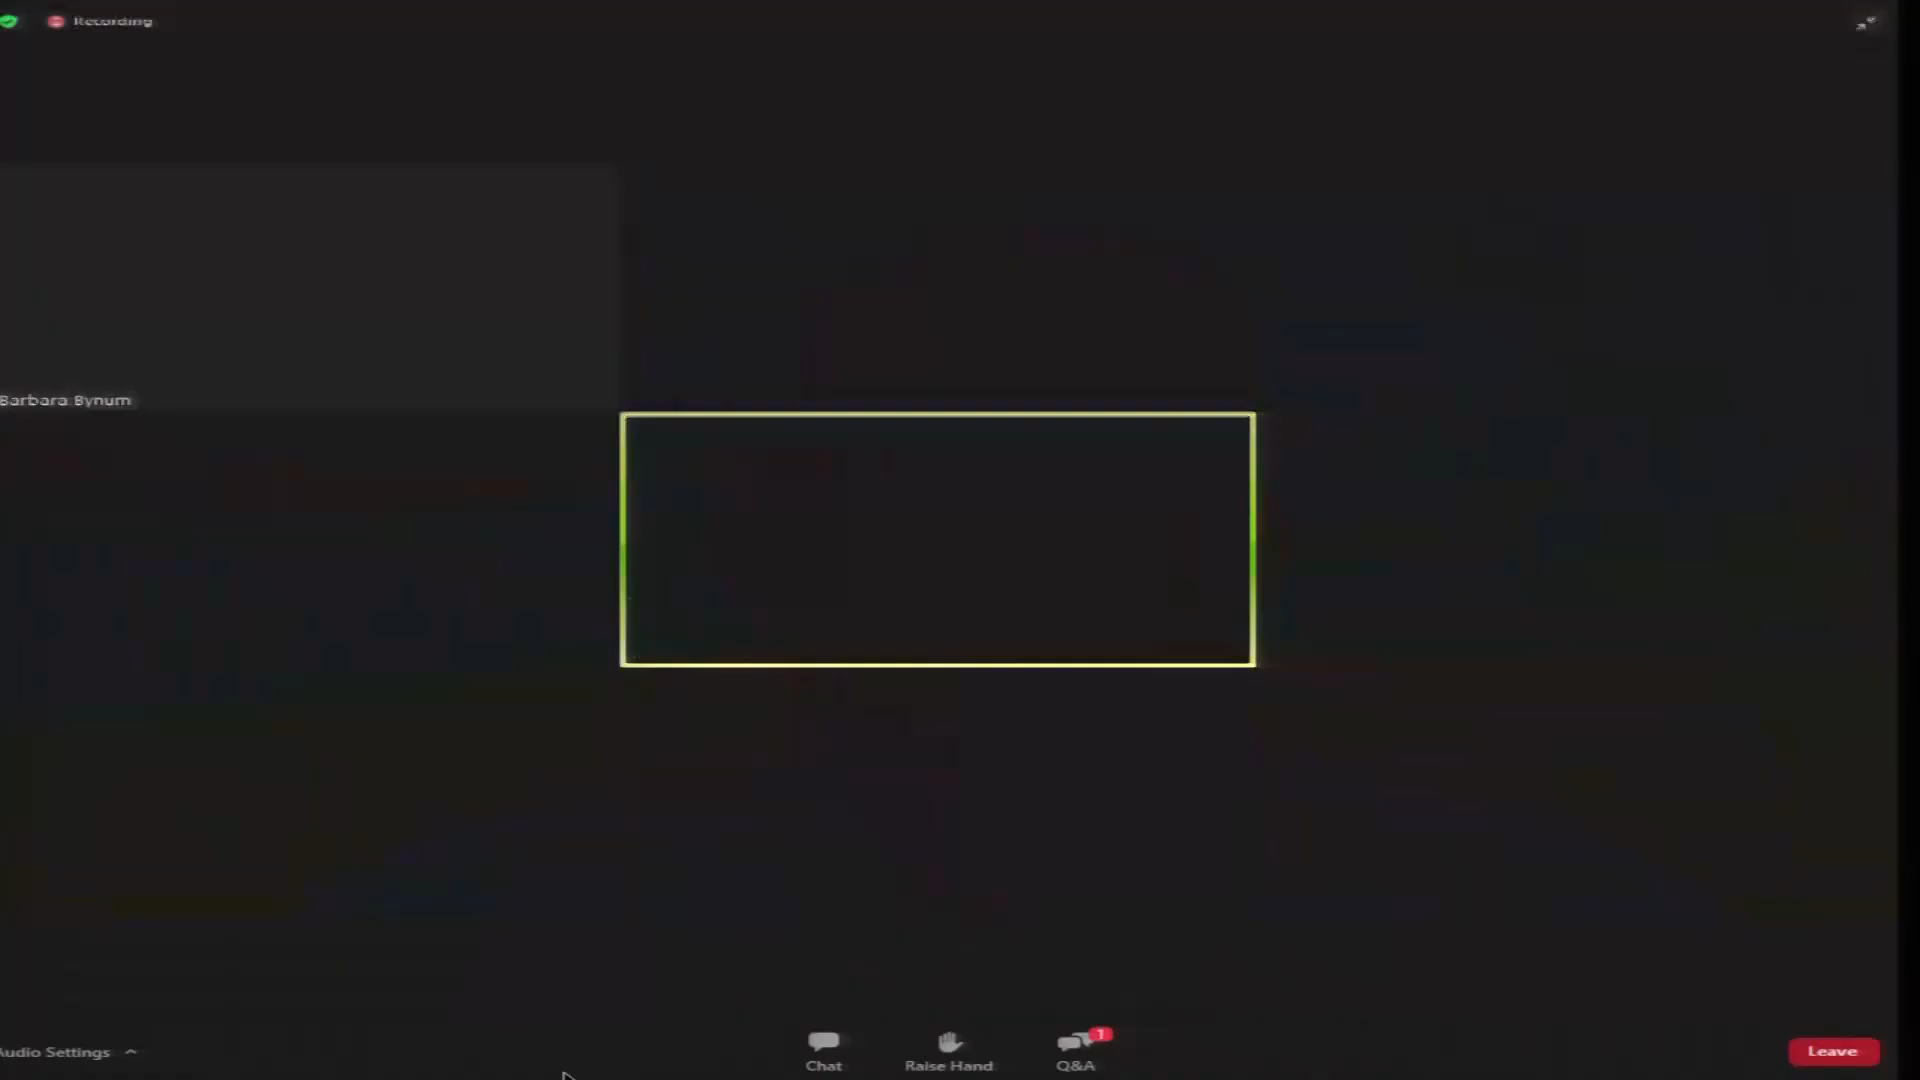 Recording
Barbara Bynum
Audio Settings
Chat
Raise Hand
Q&A
1
Leave